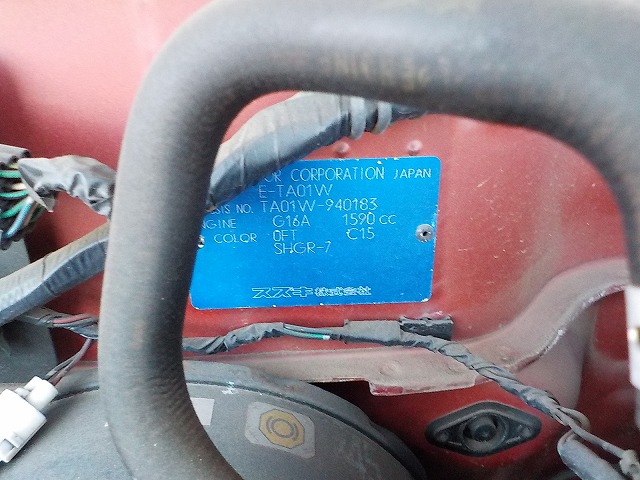 OR CORPORATION JAPAN
E-TA01W
SIS NO. TA01W-940183
NGINE G16A 1590 CC
COLOR 0FT C15
SHGR-7
スズキ株式会社